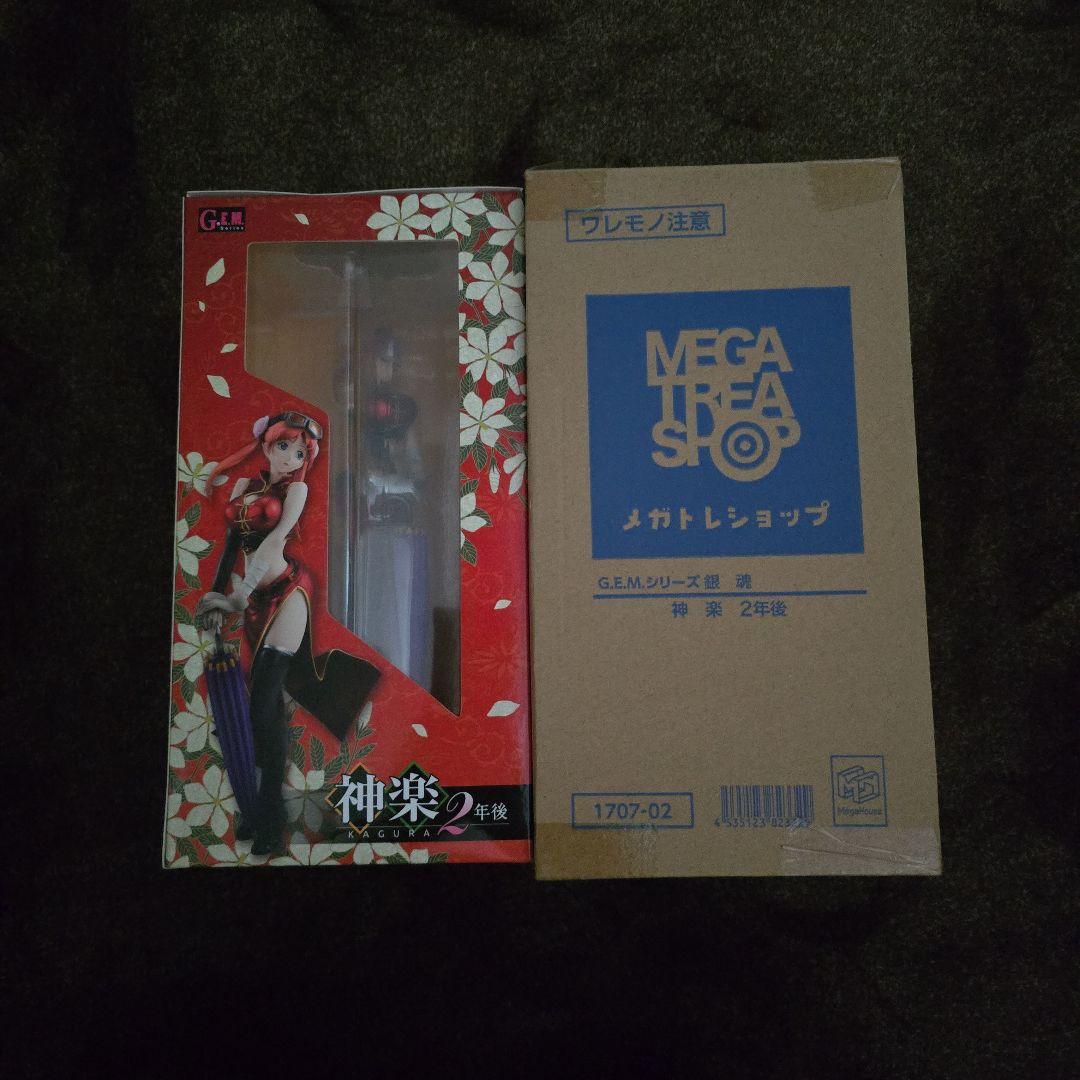 G.E.M.
Series
神楽2年後
KAGURA
ワレモノ注意
MEGA
TREA
SHOP
メガトレショップ
G.E.M.シリーズ 銀 魂
神 楽 2年後
1707-02
MegaHouse